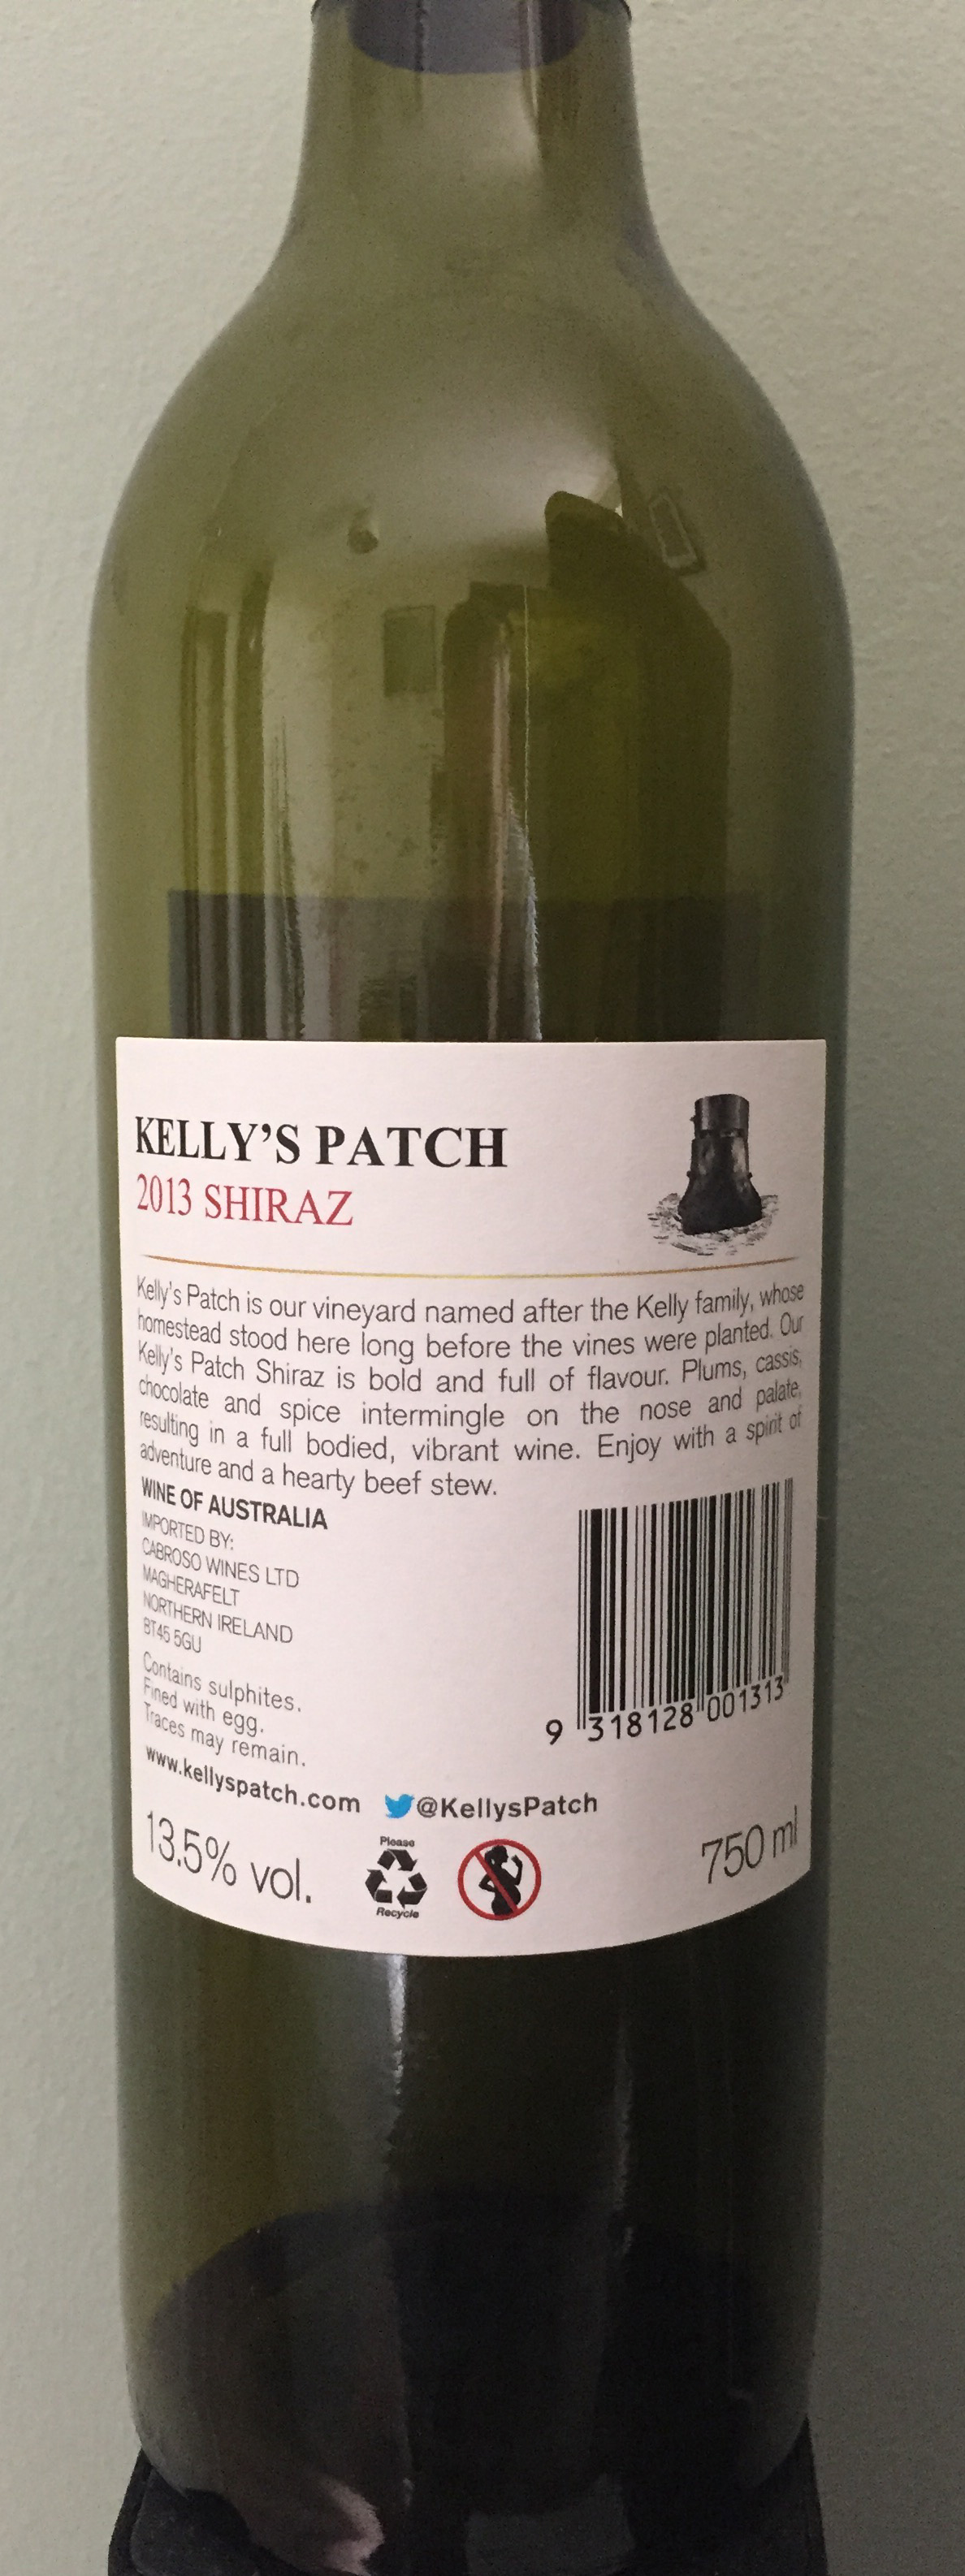 KELLY'S PATCH
2013 SHIRAZ
Kelly's Patch is our vineyard named after the Kelly family, whose
homestead stood here long before the vines were planted. Our
Kelly's Patch Shiraz is bold and full of flavour. Plums, cassis,
chocolate and spice intermingle on the nose and palate,
resulting in a full bodied, vibrant wine. Enjoy with a spirit of
adventure and a hearty beef stew.
WINE OF AUSTRALIA
IMPORTED BY:
CABROSO WINES LTD
MAGHERAFELT
NORTHERN IRELAND
BT45 5GU
Contains sulphites.
Fined with egg.
Traces may remain.
9 318128 001313
www.kellyspatch.com @KellysPatch
13.5% vol.
Please
Recycle
750 ml